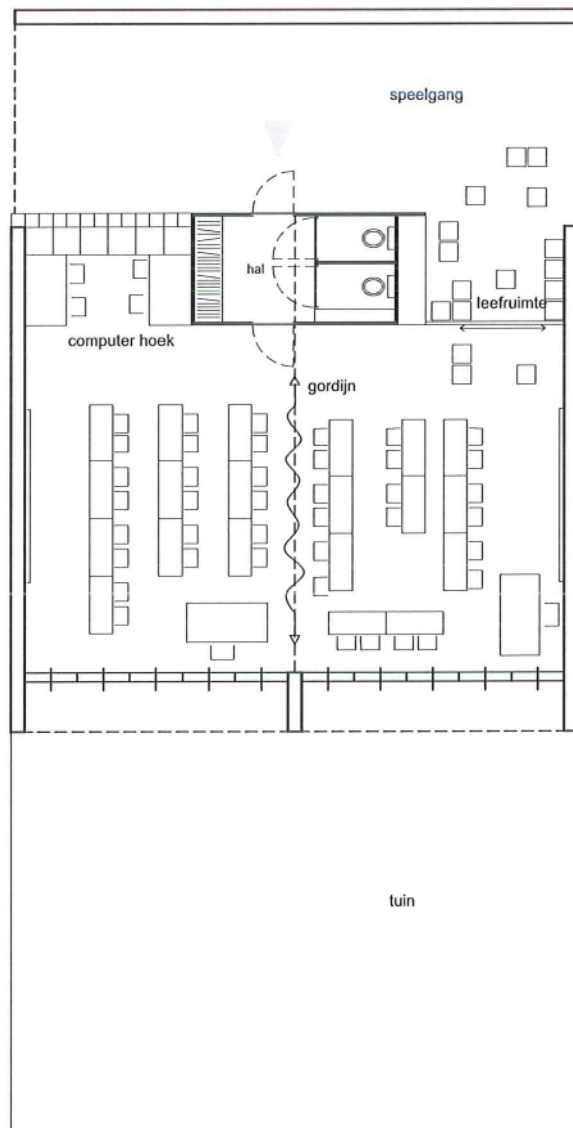 speelgang
hal
leefruimte
computer hoek
gordijn
tuin